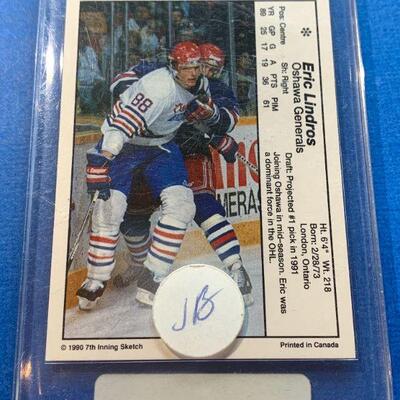 Eric Lindros
Oshawa Generals
Pos: Centre Sh: Right
YR GP G A PTS PIM
89 25 17 19 36 61
Ht. 6'4" Wt. 218
Born: 2/28/73
London, Ontario
Draft: Projected #1 pick in 1991
Joining Oshawa in mid-season. Eric was
a dominant force in the OHL.
88
MERAS
JB
© 1990 7th Inning Sketch
Printed in Canada